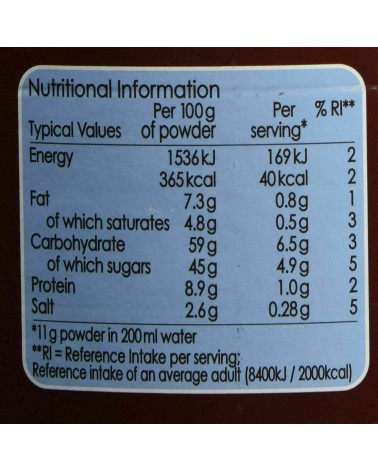 Nutritional Information
Per 100g Per % RI**
Typical Values of powder serving*
Energy 1536kJ 169kJ 2
365kcal 40kcal 2
Fat 7.3g 0.8g 1
of which saturates 4.8g 0.5g 3
Carbohydrate 59g 6.5g 3
of which sugars 45g 4.9g 5
Protein 8.9g 1.0g 2
Salt 2.6g 0.28g 5
*11g powder in 200ml water
**RI = Reference Intake per serving;
Reference intake of an average adult (8400kJ / 2000kcal)